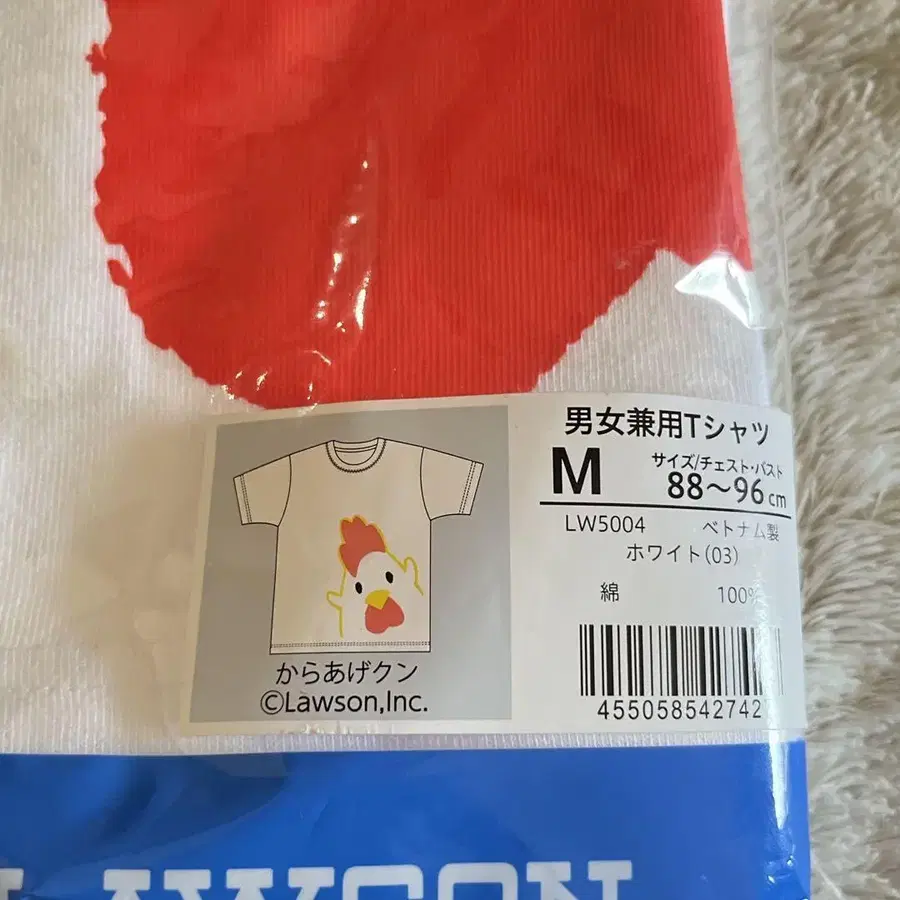 男女兼用Tシャツ
M サイズ/チェスト・バスト
88〜96cm
LW5004 ベトナム製
ホワイト(03)
綿 100%
455058542742
からあげクン
©Lawson,Inc.
LAWSON